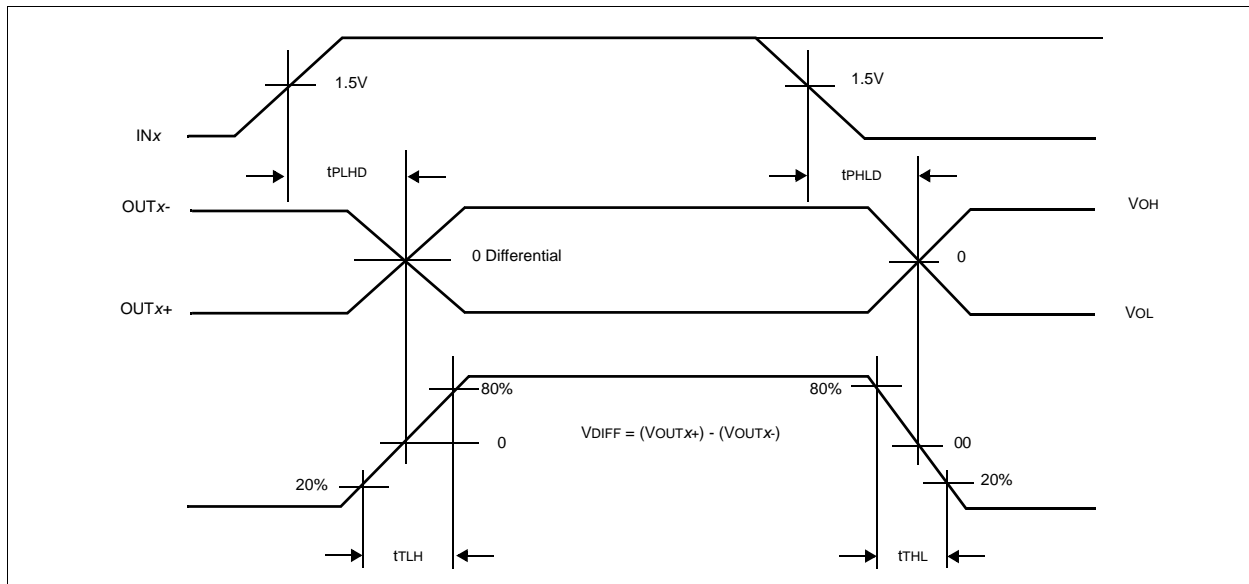 1.5V
1.5V
INx
tPLHD
tPHLD
OUTx-
VOH
0 Differential
0
OUTx+
VOL
80%
80%
VDIFF = (VOUTx+) - (VOUTx-)
0
00
20%
20%
tTLH
tTHL